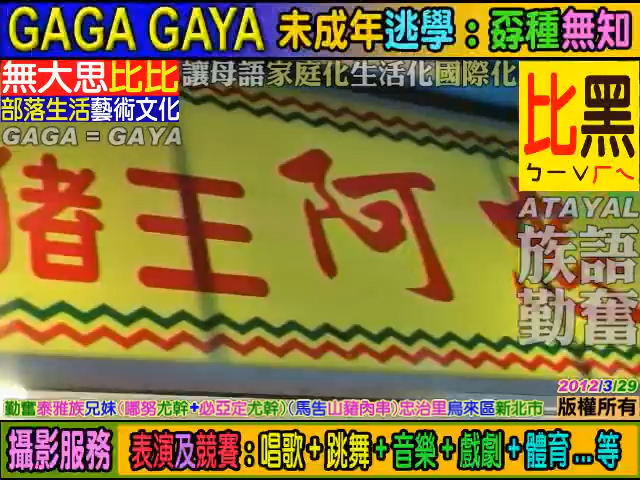 GAGA GAYA 未成年逃學：孬種無知
無大思比比
讓母語家庭化生活化國際化
部落生活藝術文化
GAGA = GAYA
比黑
ㄅㄧˇㄏㄟ
豬王阿
ATAYAL
族語
勤奮
2012/3/29
勤奮泰雅族兄妹(哪努尤幹+必亞定尤幹)(馬告山豬肉串)忠治里烏來區新北市
版權所有
攝影服務
表演及競賽：唱歌+跳舞+音樂+戲劇+體育...等